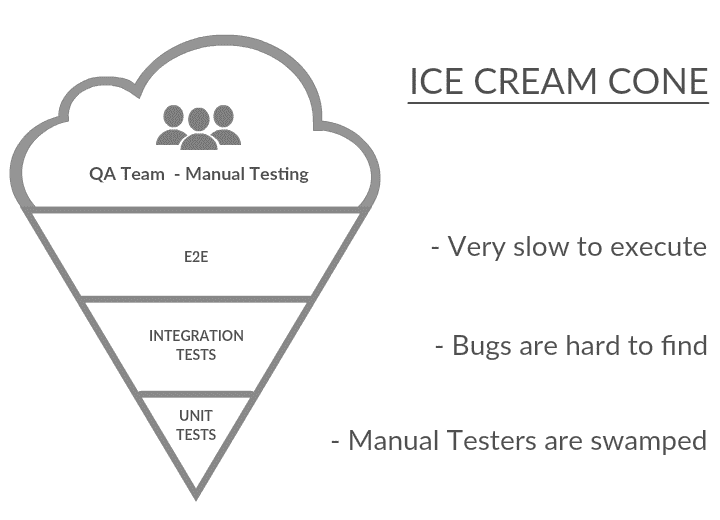 ICE CREAM CONE
QA Team - Manual Testing
E2E
INTEGRATION
TESTS
UNIT
TESTS
- Very slow to execute
- Bugs are hard to find
- Manual Testers are swamped